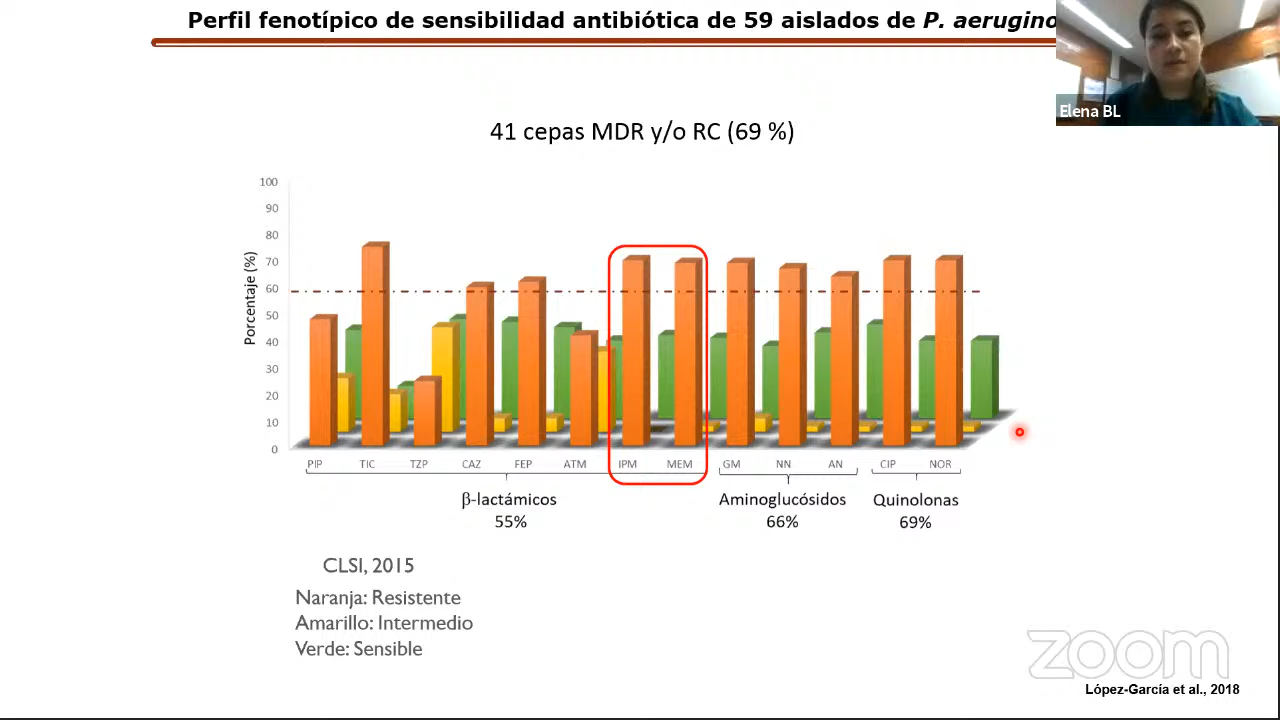 Perfil fenotípico de sensibilidad antibiótica de 59 aislados de P. aerugino
Elena BL
41 cepas MDR y/o RC (69 %)
Porcentaje (%)
100
90
80
70
60
50
40
30
20
10
0
PIP TIC TZP CAZ FEP ATM IPM MEM GM NN AN CIP NOR
β-lactámicos Aminoglucósidos Quinolonas
55% 66% 69%
CLSI, 2015
Naranja: Resistente
Amarillo: Intermedio
Verde: Sensible
zoom
López-García et al., 2018